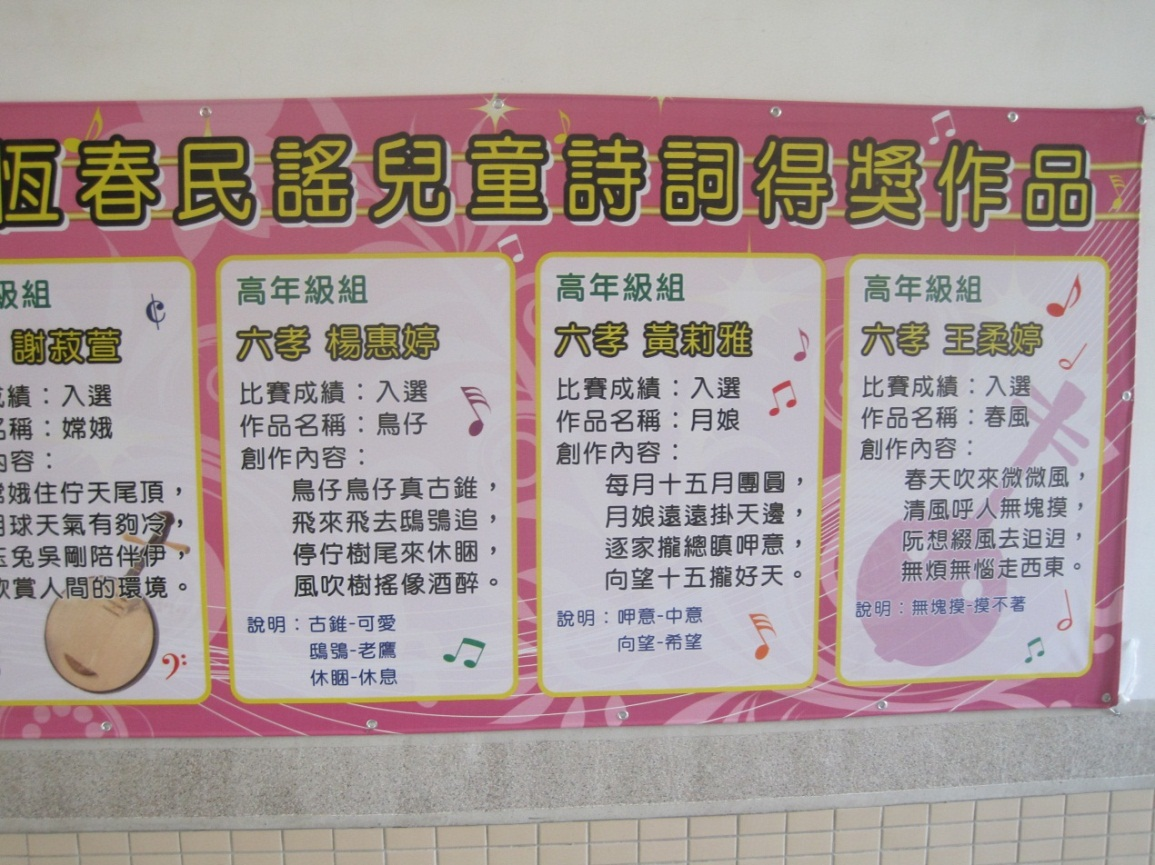 恆春民謠兒童詩詞得獎作品
級組
謝菽萱
成績：入選
名稱：嫦娥
內容：
嫦娥住佇天尾頂，
月球天氣有夠冷，
玉兔吳剛陪伴伊，
欣賞人間的環境。
高年級組
六孝 楊惠婷
比賽成績：入選
作品名稱：鳥仔
創作內容：
鳥仔鳥仔真古錐，
飛來飛去鴟鴞追，
停佇樹尾來休睏，
風吹樹搖像酒醉。
說明：古錐-可愛
鴟鴞-老鷹
休睏-休息
高年級組
六孝 黃莉雅
比賽成績：入選
作品名稱：月娘
創作內容：
每月十五月團圓，
月娘遠遠掛天邊，
逐家攏總瞋呷意，
向望十五攏好天。
說明：呷意-中意
向望-希望
高年級組
六孝 王柔婷
比賽成績：入選
作品名稱：春風
創作內容：
春天吹來微微風，
清風呼人無塊摸，
阮想綴風去𨑨迌，
無煩無惱走西東。
說明：無塊摸-摸不著